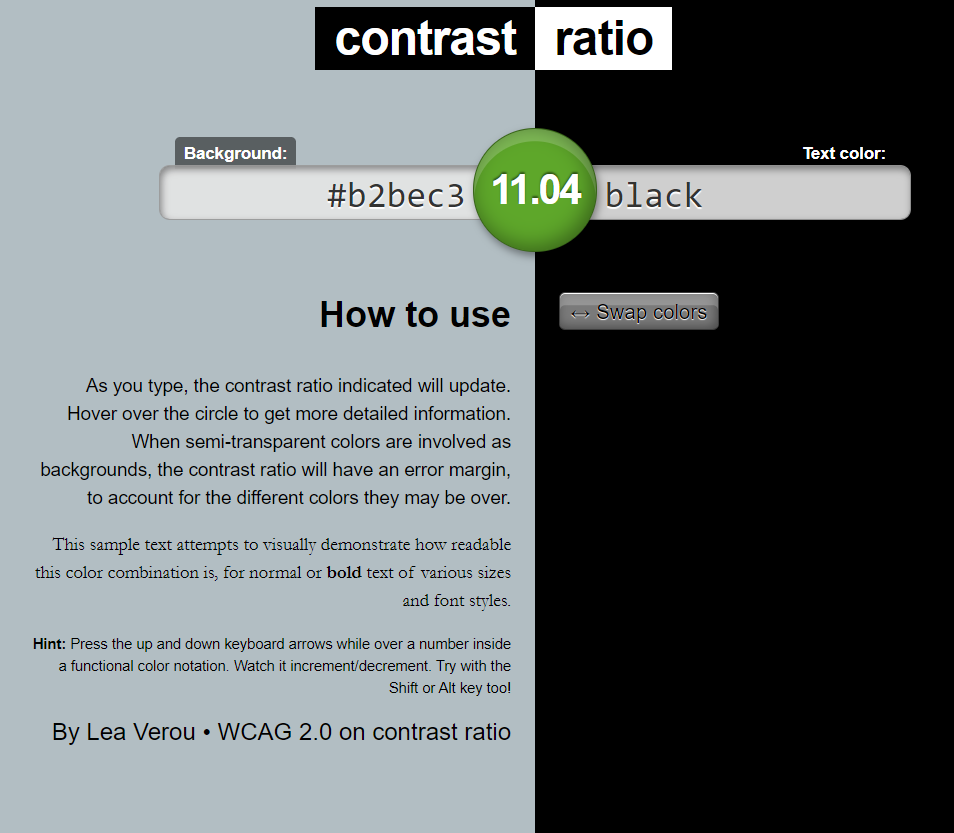 contrast ratio
Background:
Text color:
#b2bec3 11.04 black
How to use
↔ Swap colors
As you type, the contrast ratio indicated will update.
Hover over the circle to get more detailed information.
When semi-transparent colors are involved as
backgrounds, the contrast ratio will have an error margin,
to account for the different colors they may be over.
This sample text attempts to visually demonstrate how readable
this color combination is, for normal or bold text of various sizes
and font styles.
Hint: Press the up and down keyboard arrows while over a number inside
a functional color notation. Watch it increment/decrement. Try with the
Shift or Alt key too!
By Lea Verou • WCAG 2.0 on contrast ratio